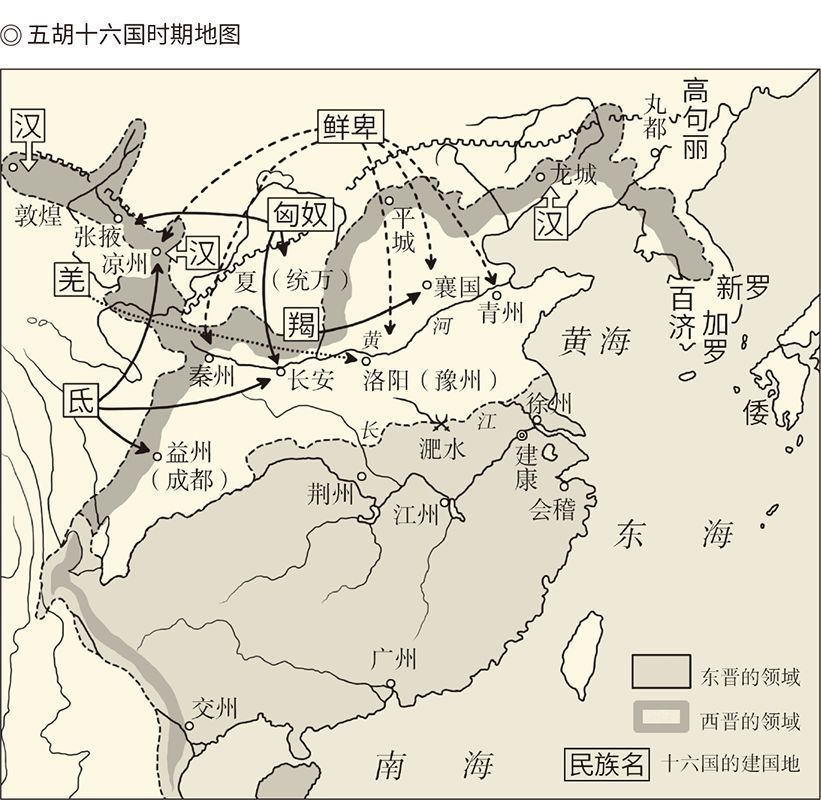 ◎ 五胡十六国时期地图
汉
鲜卑
丸都
高句丽
敦煌
张掖
凉州
汉
匈奴
平城
龙城
汉
羌
夏（统万）
羯
襄国
青州
黄河
新罗
百济
加罗
黄海
倭
秦州
长安
洛阳（豫州）
氐
益州
（成都）
长江
淝水
徐州
建康
会稽
荆州
江州
东海
广州
交州
南海
东晋的领域
西晋的领域
民族名
十六国的建国地